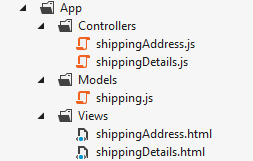 App
Controllers
shippingAddress.js
shippingDetails.js
Models
shipping.js
Views
shippingAddress.html
shippingDetails.html